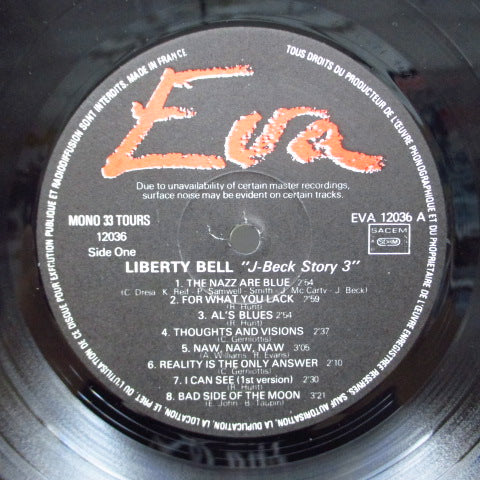 TOUS DROITS DU PRODUCTEUR DE L'ŒUVRE PHONOGRAPHIQUE ET DU PROPRIETAIRE DE L'ŒUVRE ENREGISTREE RESERVES. SAUF AUTORISATION, LA DUPLICATION, LA LOCATION, LE PRET OU L'UTILISATION DE CE DISQUE POUR EXECUTION PUBLIQUE ET RADIODIFFUSION SONT INTERDITS. MADE IN FRANCE
Eva
Due to unavailability of certain master recordings,
surface noise may be evident on certain tracks.
MONO 33 TOURS
12036
Side One
EVA 12036 A
SACEM
LIBERTY BELL "J-Beck Story 3"
1. THE NAZZ ARE BLUE 2'54
(C. Dreja - K. Relf - P. Samwell - Smith - J. Mc Carty - J. Beck)
2. FOR WHAT YOU LACK 2'59
(R. Hunt)
3. AL'S BLUES 2'54
(R. Hunt)
4. THOUGHTS AND VISIONS 2'37
(C. Gemiottis)
5. NAW, NAW, NAW 3'05
(A. Williams - R. Evans)
6. REALITY IS THE ONLY ANSWER 2'10
(C. Gemiottis)
7. I CAN SEE (1st version) 2'30
(R. Hunt)
8. BAD SIDE OF THE MOON 3'21
(E. John - B. Taupin)